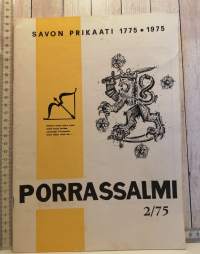 SAVON PRIKAATI 1775 • 1975
PORRASSALMI
2/75